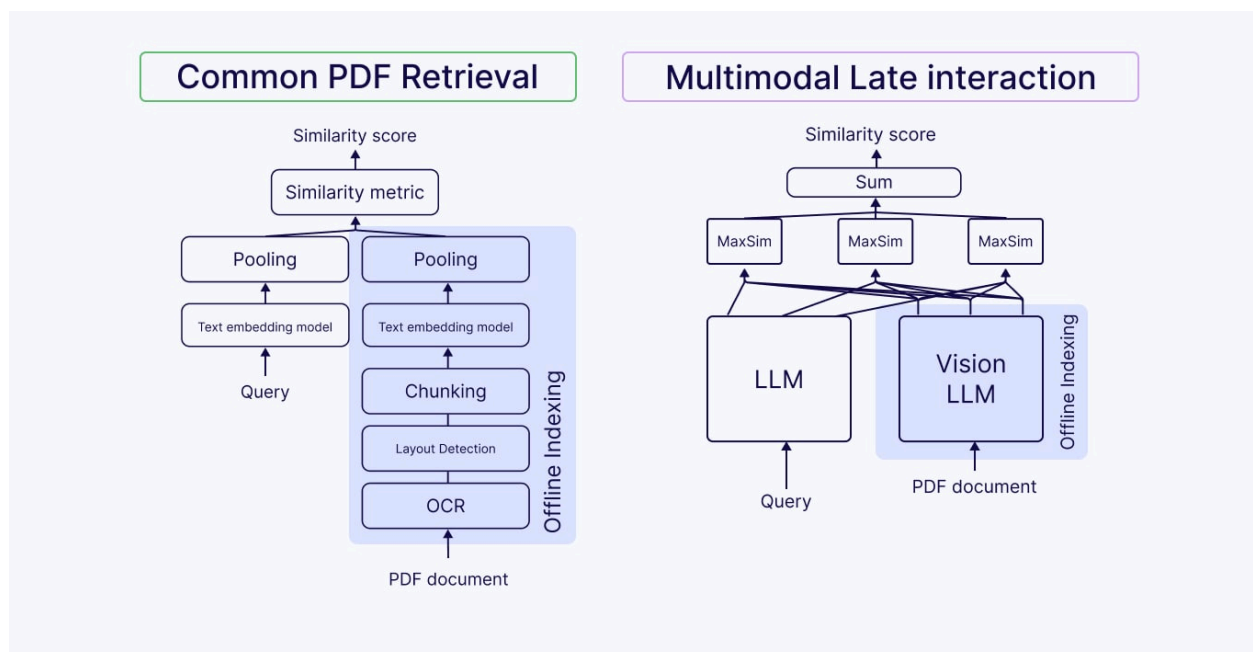 Common PDF Retrieval
Similarity score
Similarity metric
Pooling
Pooling
Text embedding model
Text embedding model
Query
Chunking
Layout Detection
OCR
Offline Indexing
PDF document
Multimodal Late interaction
Similarity score
Sum
MaxSim
MaxSim
MaxSim
LLM
Vision
LLM
Offline Indexing
Query
PDF document